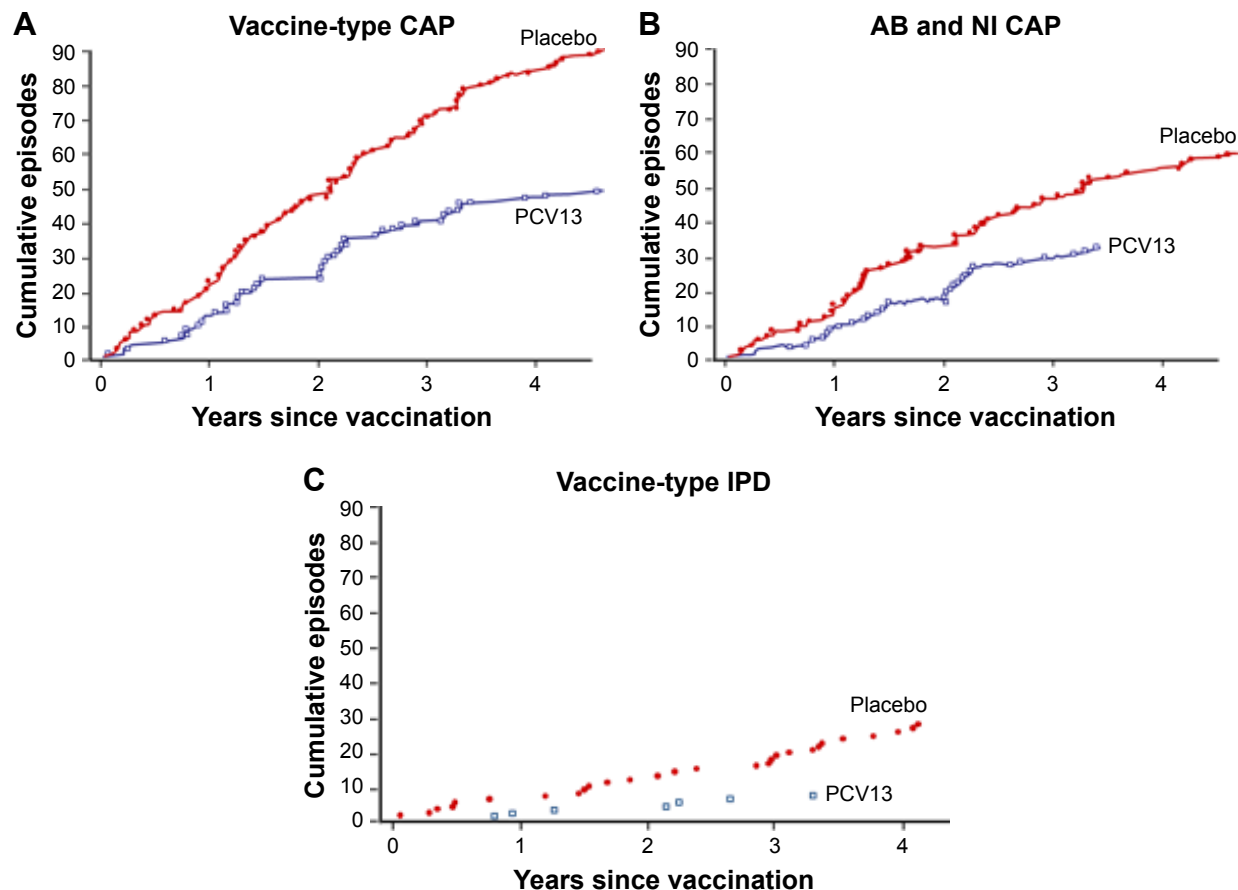 A
Vaccine-type CAP
Cumulative episodes
90
80
70
60
50
40
30
20
10
0
Placebo
PCV13
0 1 2 3 4
Years since vaccination
B
AB and NI CAP
Cumulative episodes
90
80
70
60
50
40
30
20
10
0
Placebo
PCV13
0 1 2 3 4
Years since vaccination
C
Vaccine-type IPD
Cumulative episodes
90
80
70
60
50
40
30
20
10
0
Placebo
PCV13
0 1 2 3 4
Years since vaccination